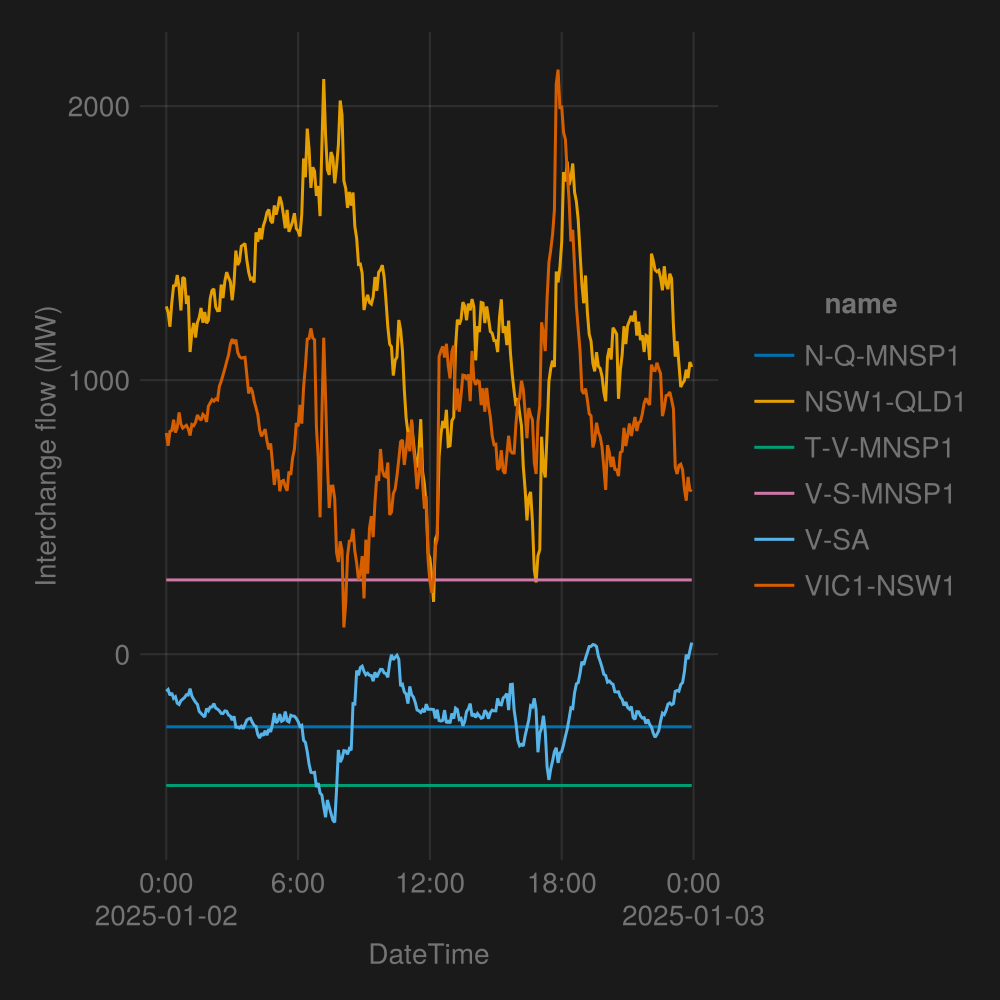 2000
1000
0
Interchange flow (MW)
0:00 6:00 12:00 18:00 0:00
2025-01-02 2025-01-03
DateTime
name
N-Q-MNSP1
NSW1-QLD1
T-V-MNSP1
V-S-MNSP1
V-SA
VIC1-NSW1